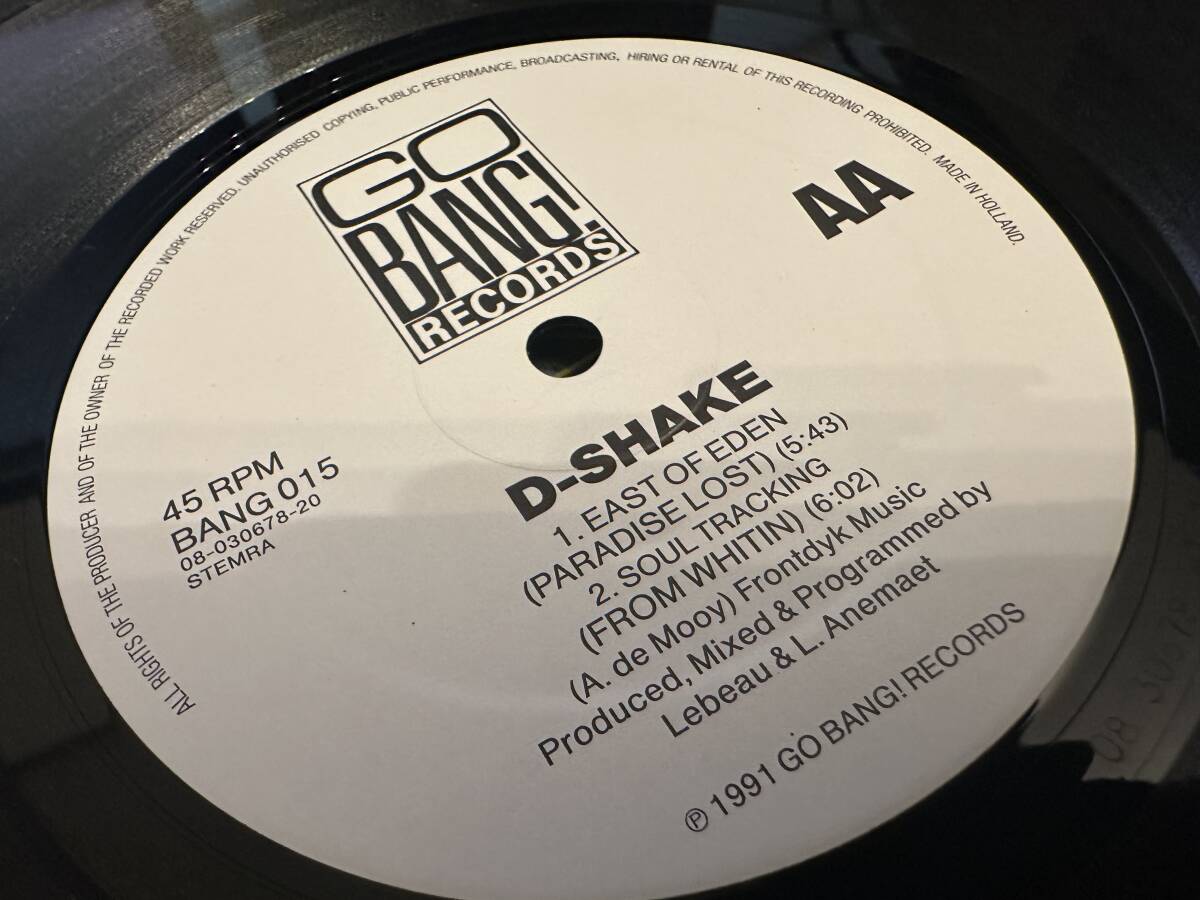 ALL RIGHTS OF THE PRODUCER AND OF THE OWNER OF THE RECORDED WORK RESERVED. UNAUTHORISED COPYING, PUBLIC PERFORMANCE, BROADCASTING, HIRING OR RENTAL OF THIS RECORDING PROHIBITED. MADE IN HOLLAND.
GO
BANG!
RECORDS
AA
45 RPM
BANG 015
08-030678-20
STEMRA
D-SHAKE
1. EAST OF EDEN
(PARADISE LOST) (5:43)
2. SOUL TRACKING
(FROM WHITIN) (6:02)
(A. de Mooy) Frontdyk Music
Produced, Mixed & Programmed by
Lebeau & L. Anemaet
℗ 1991 GO BANG! RECORDS
08